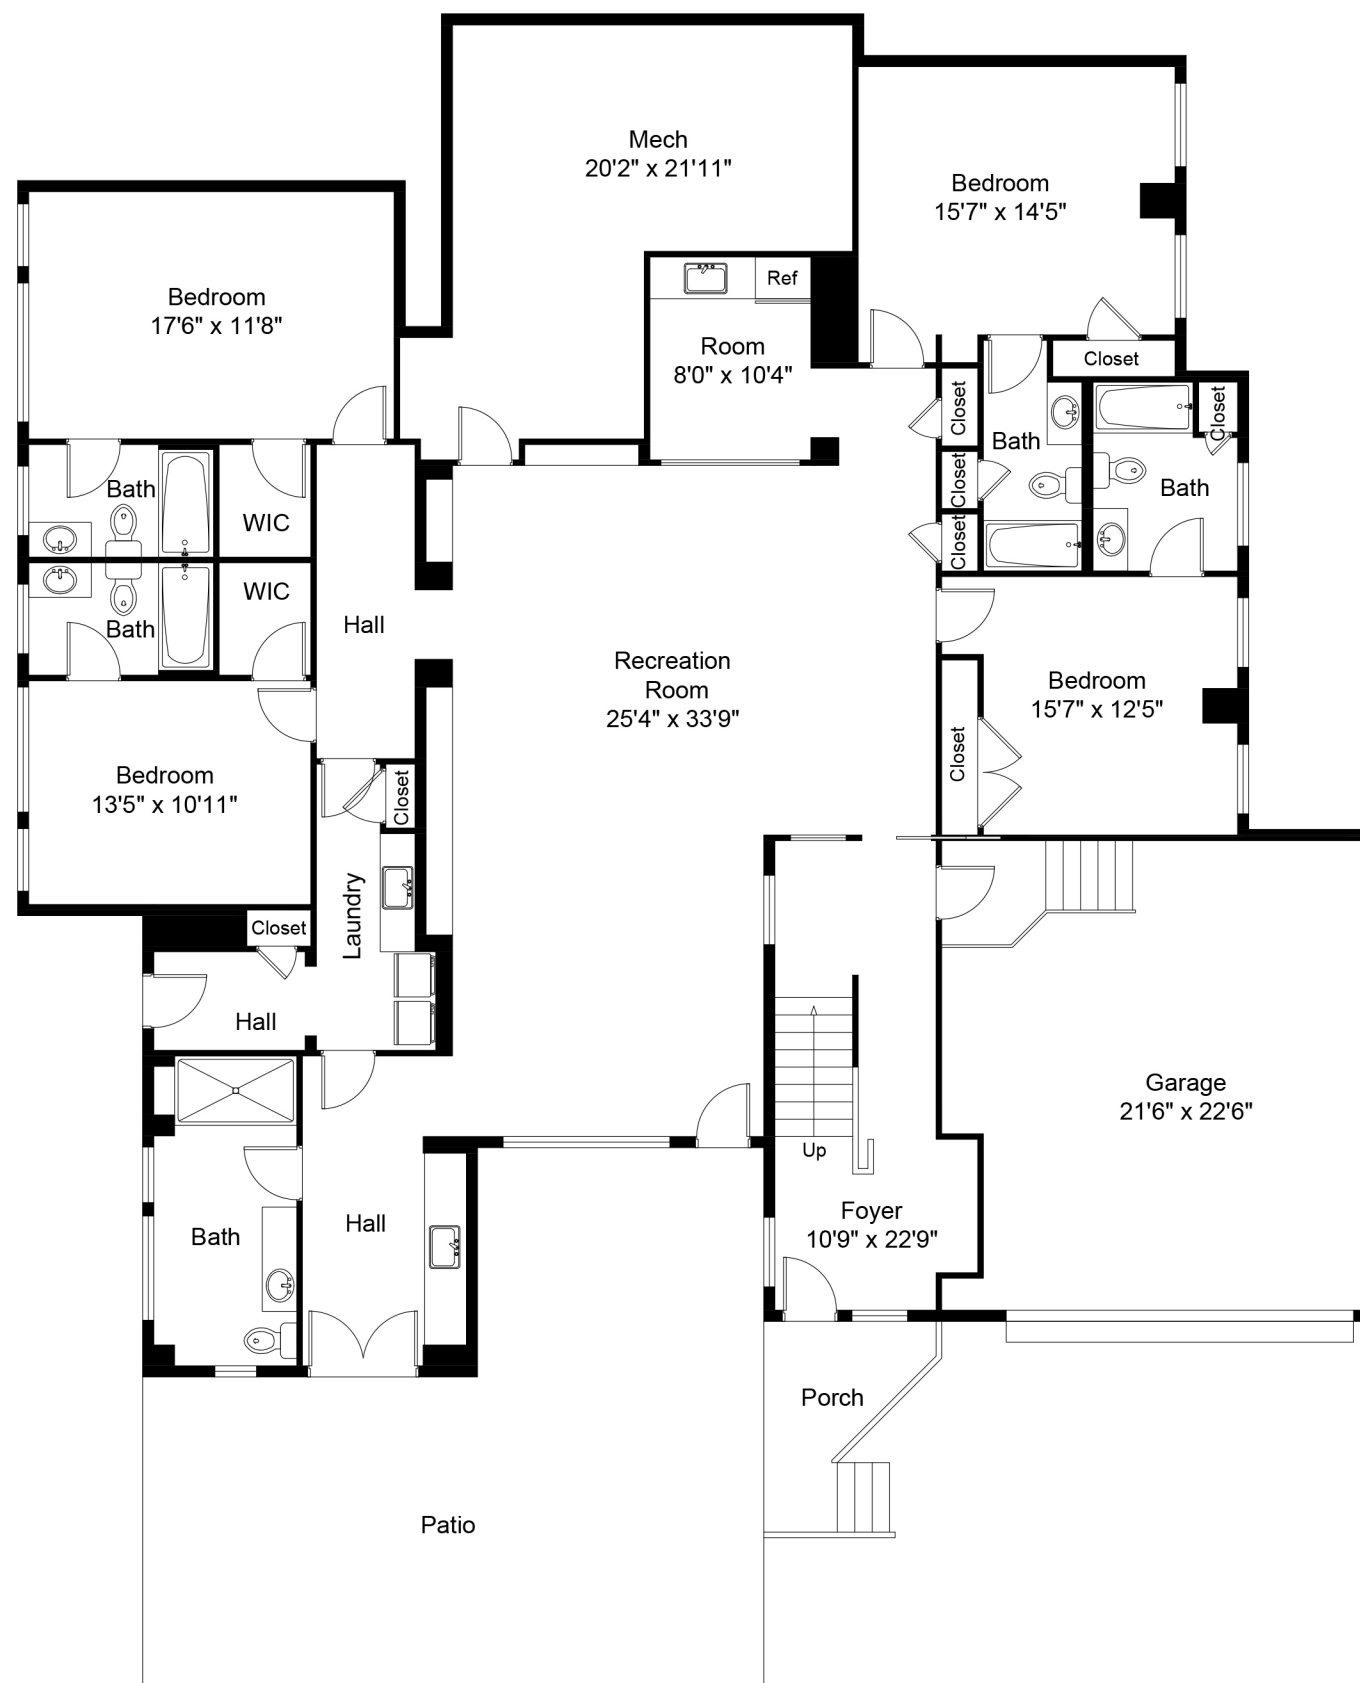 Mech
20'2" x 21'11"
Bedroom
15'7" x 14'5"
Bedroom
17'6" x 11'8"
Ref
Room
8'0" x 10'4"
Closet
Closet
Closet
Bath
Closet
Bath
Bath
WIC
Closet
WIC
Bath
Hall
Recreation
Room
25'4" x 33'9"
Bedroom
15'7" x 12'5"
Closet
Bedroom
13'5" x 10'11"
Closet
Laundry
Closet
Hall
Garage
21'6" x 22'6"
Up
Foyer
10'9" x 22'9"
Bath
Hall
Porch
Patio